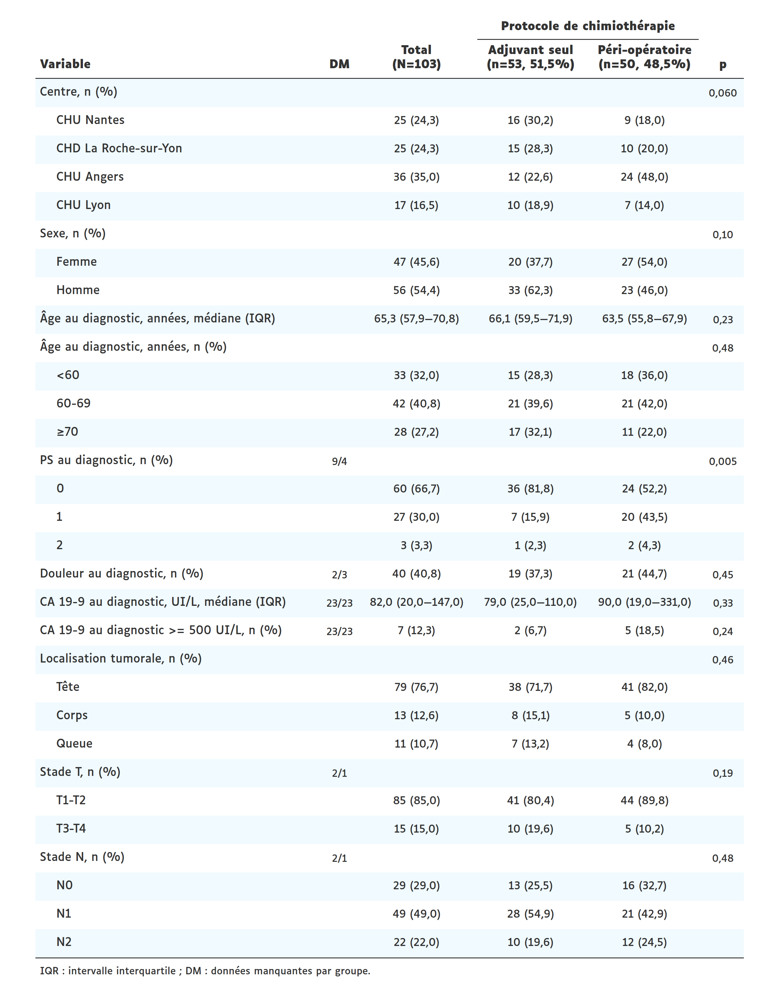 Protocole de chimiothérapie
Variable DM Total (N=103) Adjuvant seul (n=53, 51,5%) Péri-opératoire (n=50, 48,5%) p
Centre, n (%) 0,060
CHU Nantes 25 (24,3) 16 (30,2) 9 (18,0)
CHD La Roche-sur-Yon 25 (24,3) 15 (28,3) 10 (20,0)
CHU Angers 36 (35,0) 12 (22,6) 24 (48,0)
CHU Lyon 17 (16,5) 10 (18,9) 7 (14,0)
Sexe, n (%) 0,10
Femme 47 (45,6) 20 (37,7) 27 (54,0)
Homme 56 (54,4) 33 (62,3) 23 (46,0)
Âge au diagnostic, années, médiane (IQR) 65,3 (57,9–70,8) 66,1 (59,5–71,9) 63,5 (55,8–67,9) 0,23
Âge au diagnostic, années, n (%) 0,48
<60 33 (32,0) 15 (28,3) 18 (36,0)
60-69 42 (40,8) 21 (39,6) 21 (42,0)
≥70 28 (27,2) 17 (32,1) 11 (22,0)
PS au diagnostic, n (%) 9/4 0,005
0 60 (66,7) 36 (81,8) 24 (52,2)
1 27 (30,0) 7 (15,9) 20 (43,5)
2 3 (3,3) 1 (2,3) 2 (4,3)
Douleur au diagnostic, n (%) 2/3 40 (40,8) 19 (37,3) 21 (44,7) 0,45
CA 19-9 au diagnostic, UI/L, médiane (IQR) 23/23 82,0 (20,0–147,0) 79,0 (25,0–110,0) 90,0 (19,0–331,0) 0,33
CA 19-9 au diagnostic >= 500 UI/L, n (%) 23/23 7 (12,3) 2 (6,7) 5 (18,5) 0,24
Localisation tumorale, n (%) 0,46
Tête 79 (76,7) 38 (71,7) 41 (82,0)
Corps 13 (12,6) 8 (15,1) 5 (10,0)
Queue 11 (10,7) 7 (13,2) 4 (8,0)
Stade T, n (%) 2/1 0,19
T1-T2 85 (85,0) 41 (80,4) 44 (89,8)
T3-T4 15 (15,0) 10 (19,6) 5 (10,2)
Stade N, n (%) 2/1 0,48
N0 29 (29,0) 13 (25,5) 16 (32,7)
N1 49 (49,0) 28 (54,9) 21 (42,9)
N2 22 (22,0) 10 (19,6) 12 (24,5)
IQR : intervalle interquartile ; DM : données manquantes par groupe.